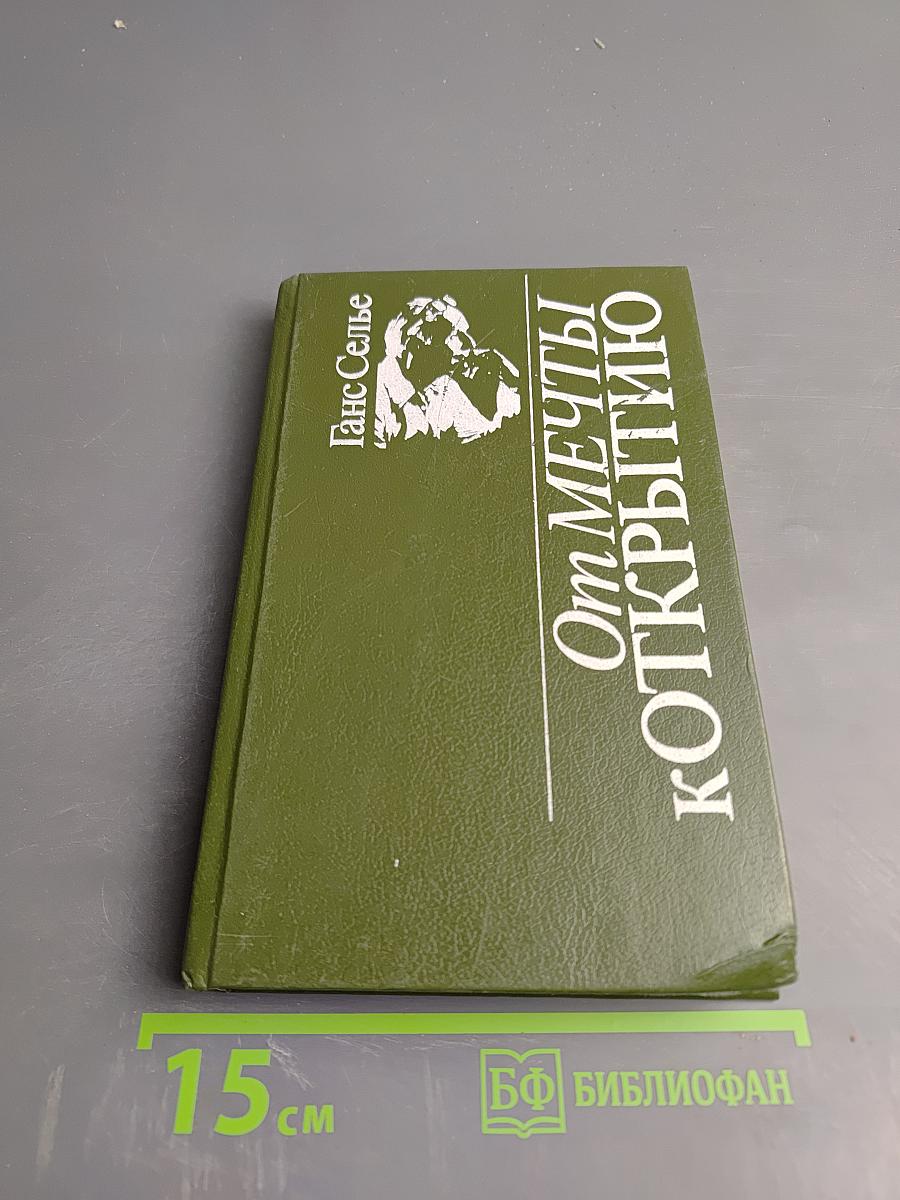 Ганс Селье
От МЕЧТЫ
к ОТКРЫТИЮ
15 см
БФ БИБЛИОФАН